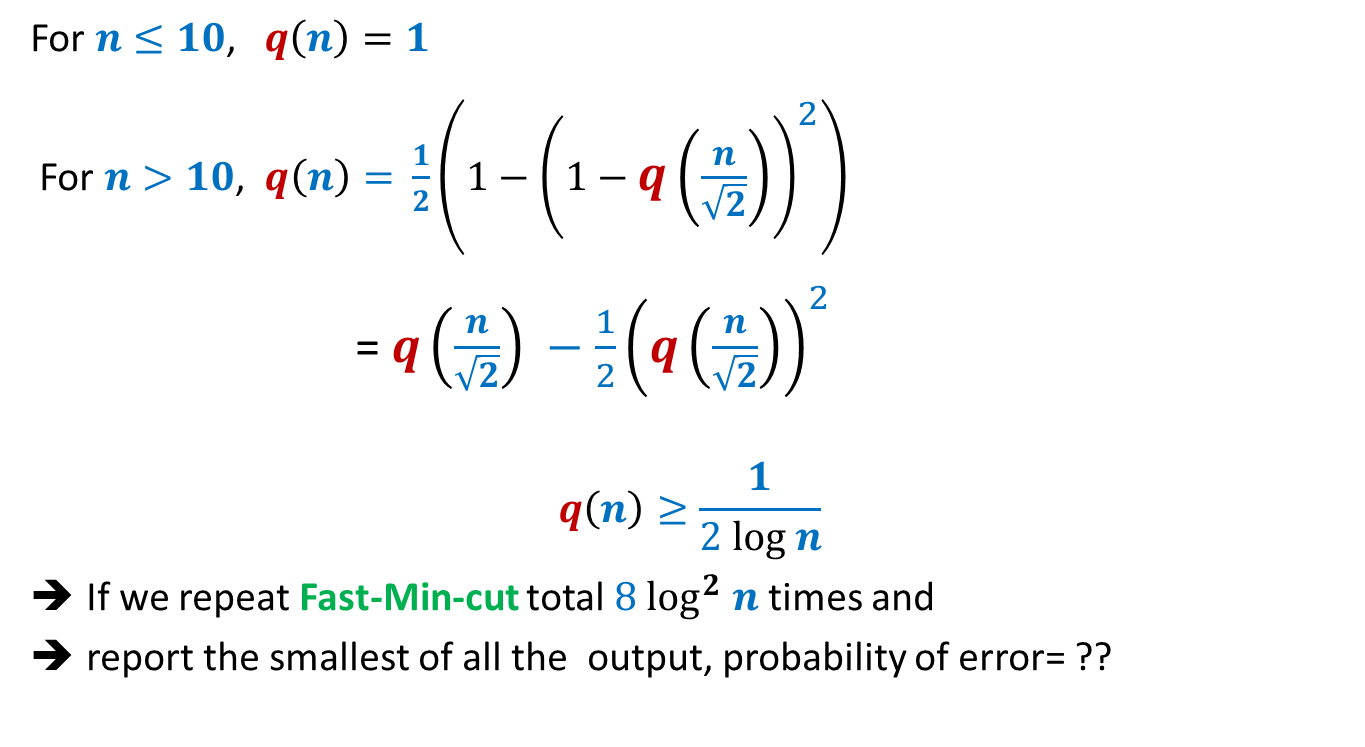 For n ≤ 10, q(n) = 1
For n > 10, q(n) = 1/2 (1 − (1 − q(n/√2))²)
= q(n/√2) − 1/2 (q(n/√2))²
q(n) ≥ 1/(2 log n)
➔ If we repeat Fast-Min-cut total 8 log² n times and
➔ report the smallest of all the output, probability of error= ??